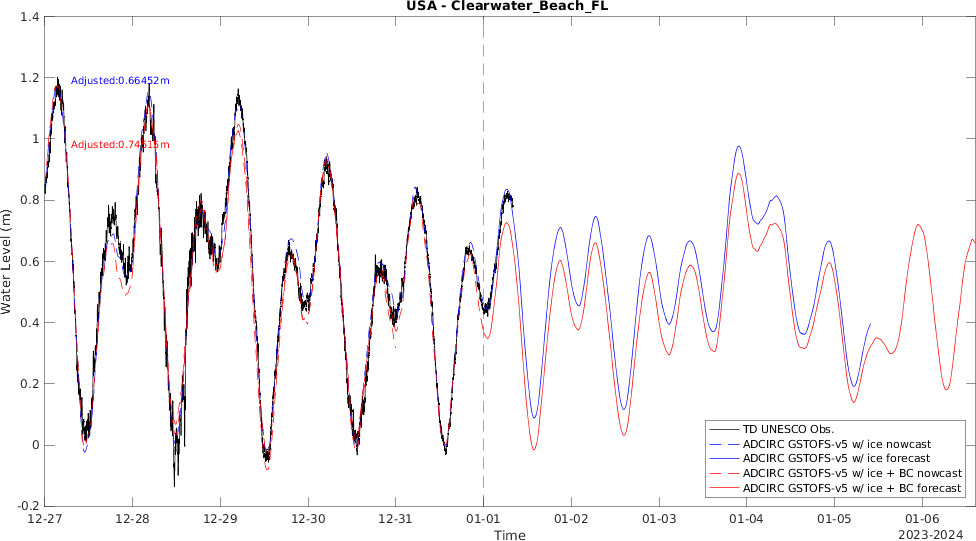 USA - Clearwater_Beach_FL
1.4
1.2
1
0.8
0.6
0.4
0.2
0
-0.2
Water Level (m)
Adjusted:0.66452m
Adjusted:0.74515m
TD UNESCO Obs.
ADCIRC GSTOFS-v5 w/ ice nowcast
ADCIRC GSTOFS-v5 w/ ice forecast
ADCIRC GSTOFS-v5 w/ ice + BC nowcast
ADCIRC GSTOFS-v5 w/ ice + BC forecast
12-27 12-28 12-29 12-30 12-31 01-01 01-02 01-03 01-04 01-05 01-06
Time
2023-2024